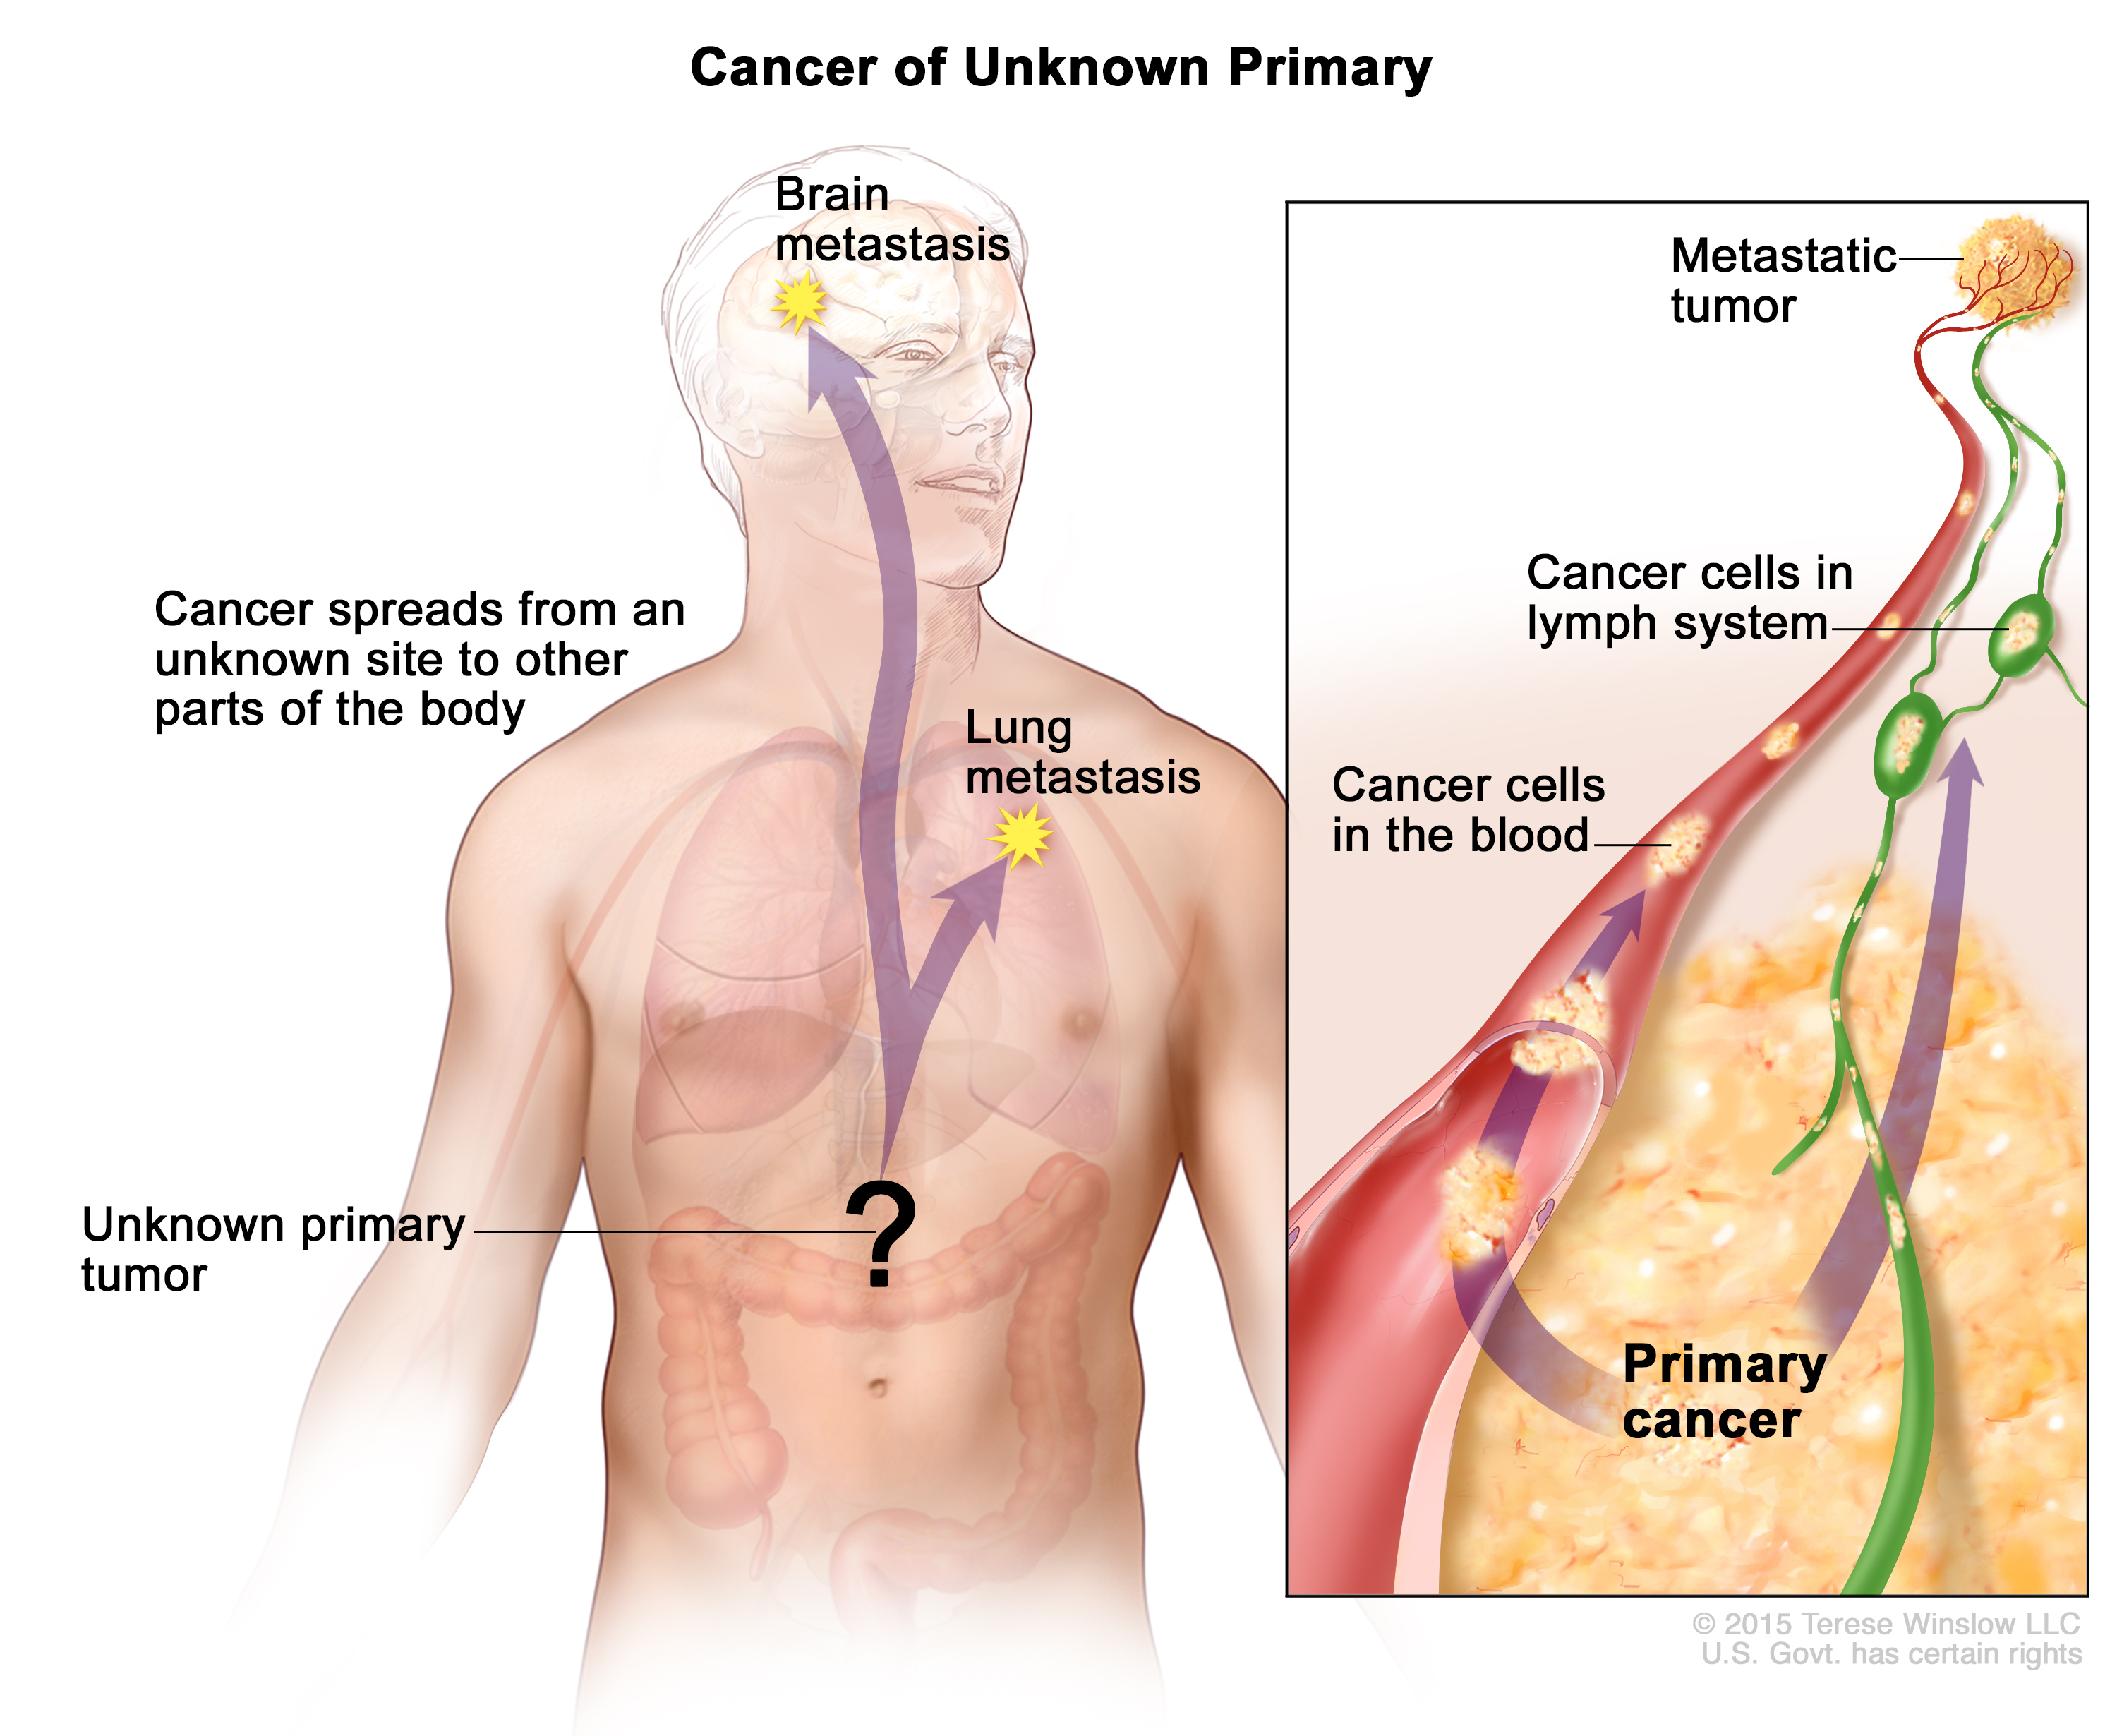 Cancer of Unknown Primary
Brain
metastasis
Cancer spreads from an
unknown site to other
parts of the body
Lung
metastasis
Unknown primary
tumor
?
Metastatic
tumor
Cancer cells in
lymph system
Cancer cells
in the blood
Primary
cancer
© 2015 Terese Winslow LLC
U.S. Govt. has certain rights